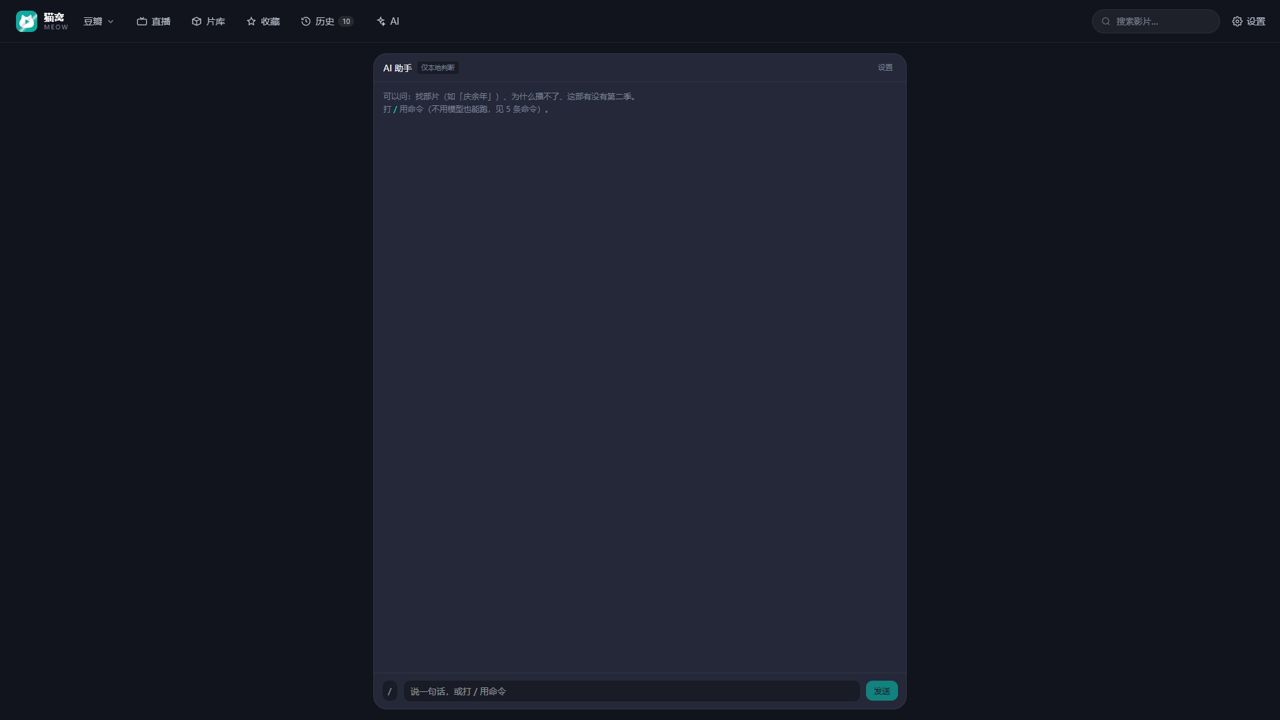 猫窝
MEOW
豆瓣
直播
片库
收藏
历史 10
AI
搜索影片...
设置
AI 助手 仅本地判断
设置
可以问：找部片（如「庆余年」）、为什么播不了、这部有没有第二季。
打 / 用命令（不用模型也能跑，见 5 条命令）。
/
说一句话，或打 / 用命令
发送